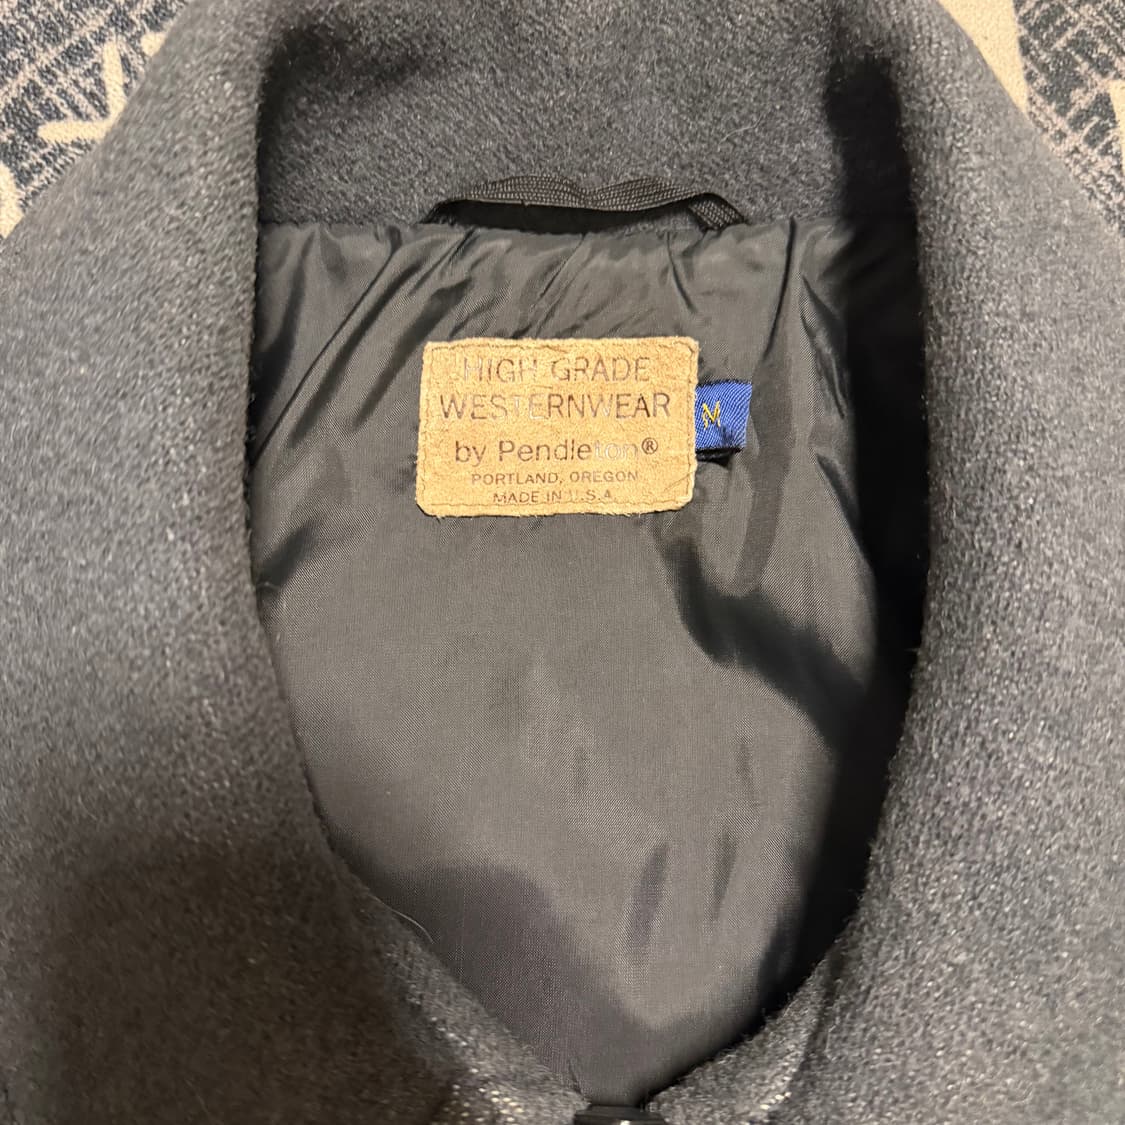 HIGH GRADE
WESTERNWEAR
by Pendleton®
PORTLAND, OREGON
MADE IN U.S.A.
M